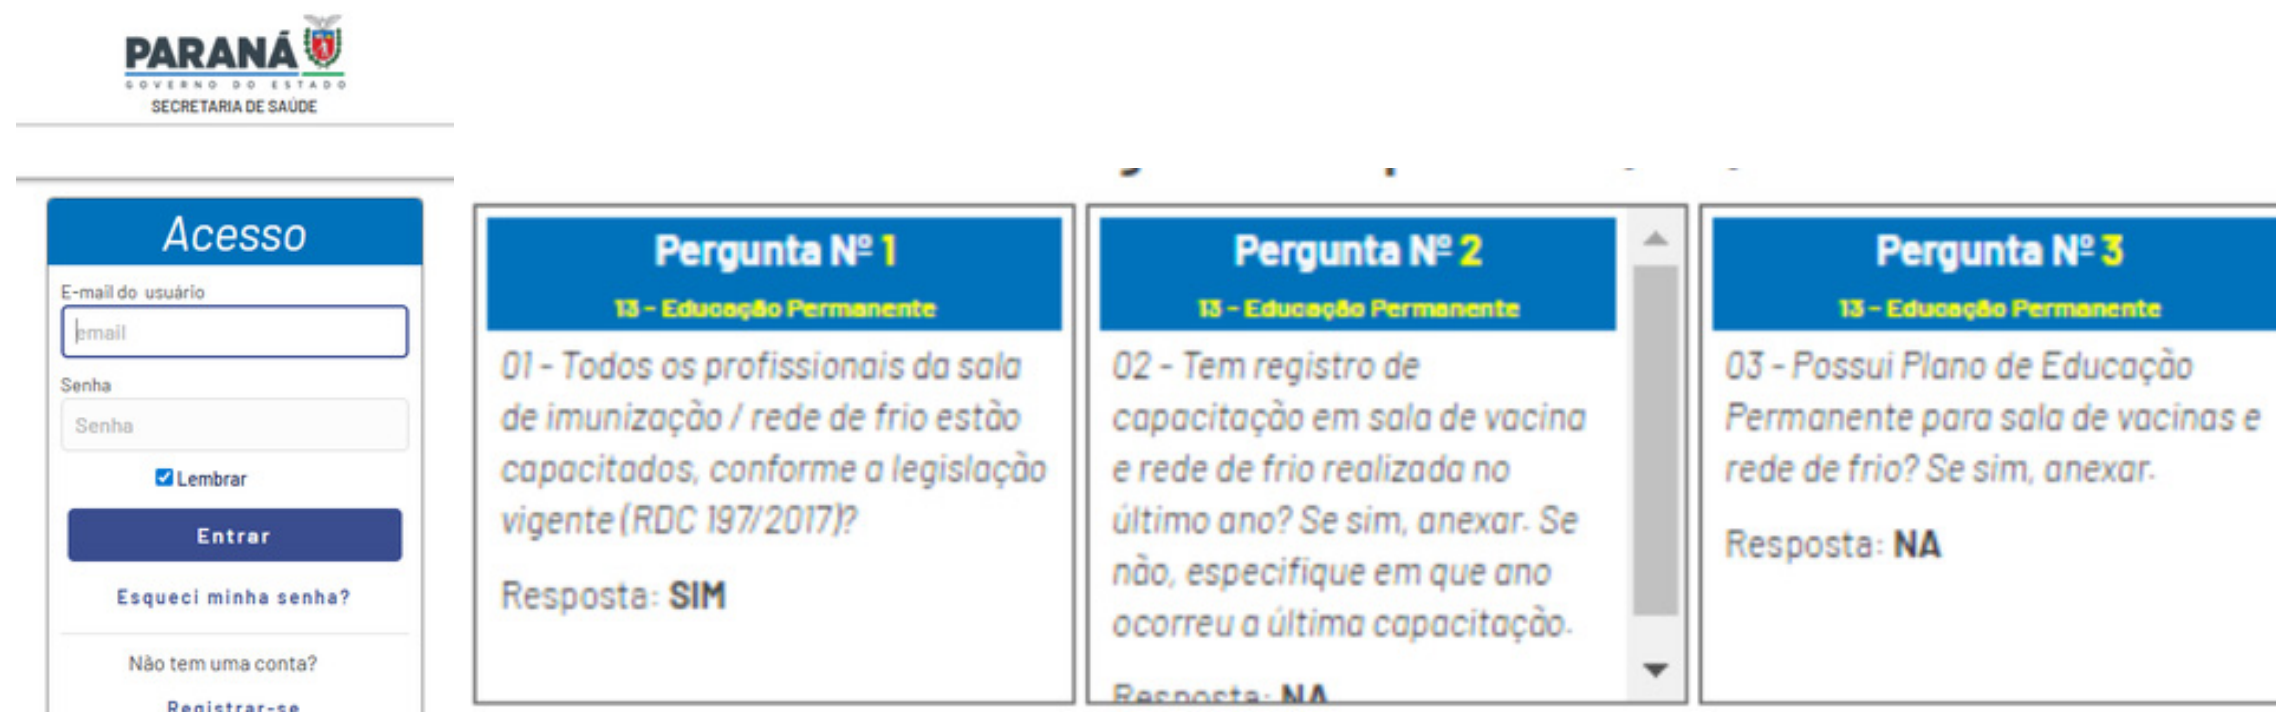 PARANÁ
GOVERNO DO ESTADO
SECRETARIA DE SAÚDE
Acesso
E-mail do usuário
email
Senha
Senha
Lembrar
Entrar
Esqueci minha senha?
Não tem uma conta?
Registrar-se
Pergunta Nº 1
13 - Educação Permanente
01 - Todos os profissionais da sala
de imunização / rede de frio estão
capacitados, conforme a legislação
vigente (RDC 197/2017)?
Resposta: SIM
Pergunta Nº 2
13 - Educação Permanente
02 - Tem registro de
capacitação em sala de vacina
e rede de frio realizada no
último ano? Se sim, anexar. Se
não, especifique em que ano
ocorreu a última capacitação.
Resposta: NA
Pergunta Nº 3
13 - Educação Permanente
03 - Possui Plano de Educação
Permanente para sala de vacinas e
rede de frio? Se sim, anexar.
Resposta: NA